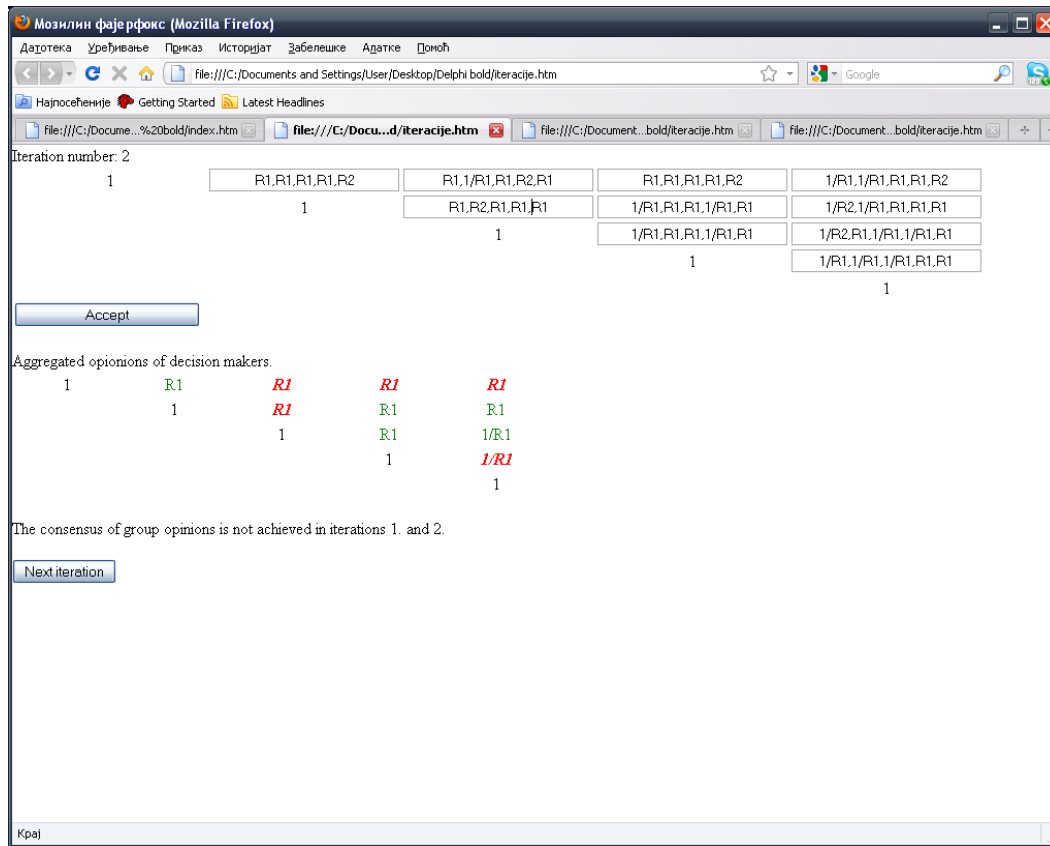 Мозилин фајерфокс (Mozilla Firefox)
Датотека Уређивање Приказ Историјат Забелешке Алатке Помоћ
file:///C:/Documents and Settings/User/Desktop/Delphi bold/iteracije.htm Google
Најпосећеније Getting Started Latest Headlines
file:///C:/Docume...%20bold/index.htm file:///C:/Docu...d/iteracije.htm file:///C:/Document...bold/iteracije.htm file:///C:/Document...bold/iteracije.htm
Iteration number: 2
1 R1,R1,R1,R1,R2 R1,1/R1,R1,R2,R1 R1,R1,R1,R1,R2 1/R1,1/R1,R1,R1,R2
1 R1,R2,R1,R1,R1 1/R1,R1,R1,1/R1,R1 1/R2,1/R1,R1,R1,R1
1 1/R1,R1,R1,1/R1,R1 1/R2,R1,1/R1,1/R1,R1
1 1/R1,1/R1,1/R1,R1,R1
1
Accept
Aggregated opionions of decision makers.
1 R1 R1 R1 R1
1 R1 R1 R1
1 R1 1/R1
1 1/R1
1
The consensus of group opinions is not achieved in iterations 1. and 2.
Next iteration
Крај